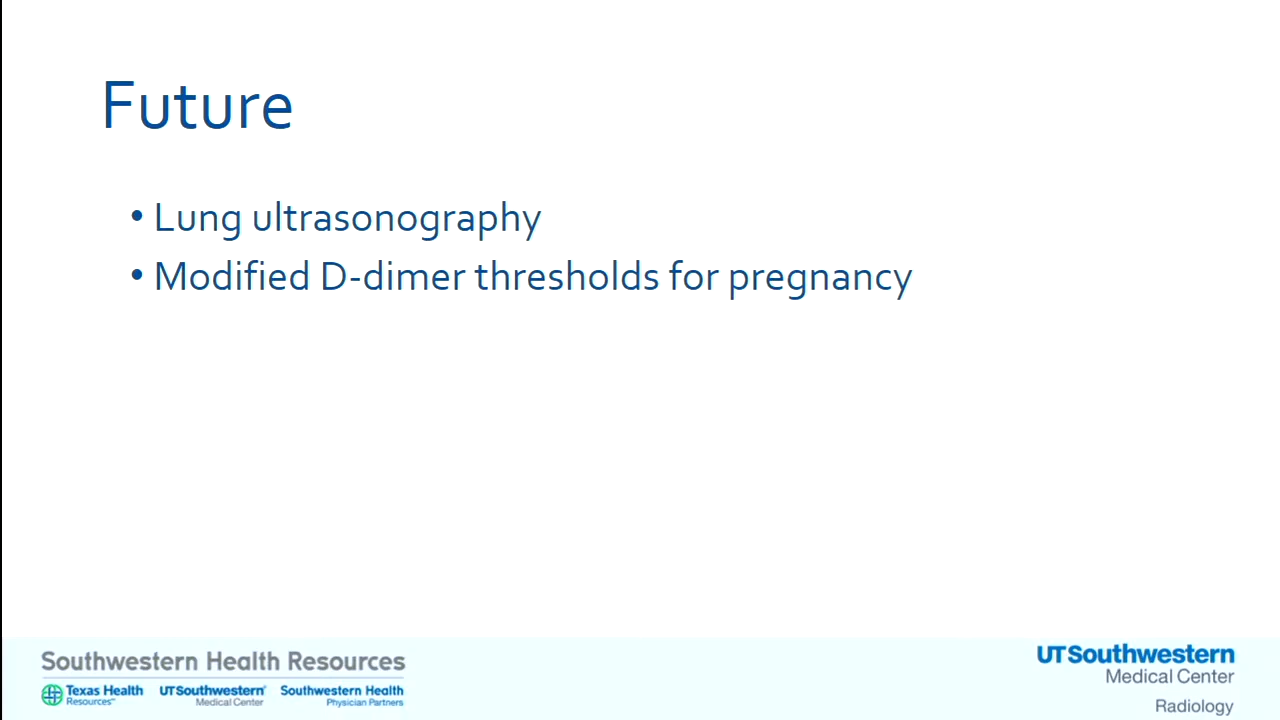 Future
• Lung ultrasonography
• Modified D-dimer thresholds for pregnancy
Southwestern Health Resources
Texas Health Resources℠
UTSouthwestern® Medical Center
Southwestern Health Physician Partners
UTSouthwestern
Medical Center
Radiology